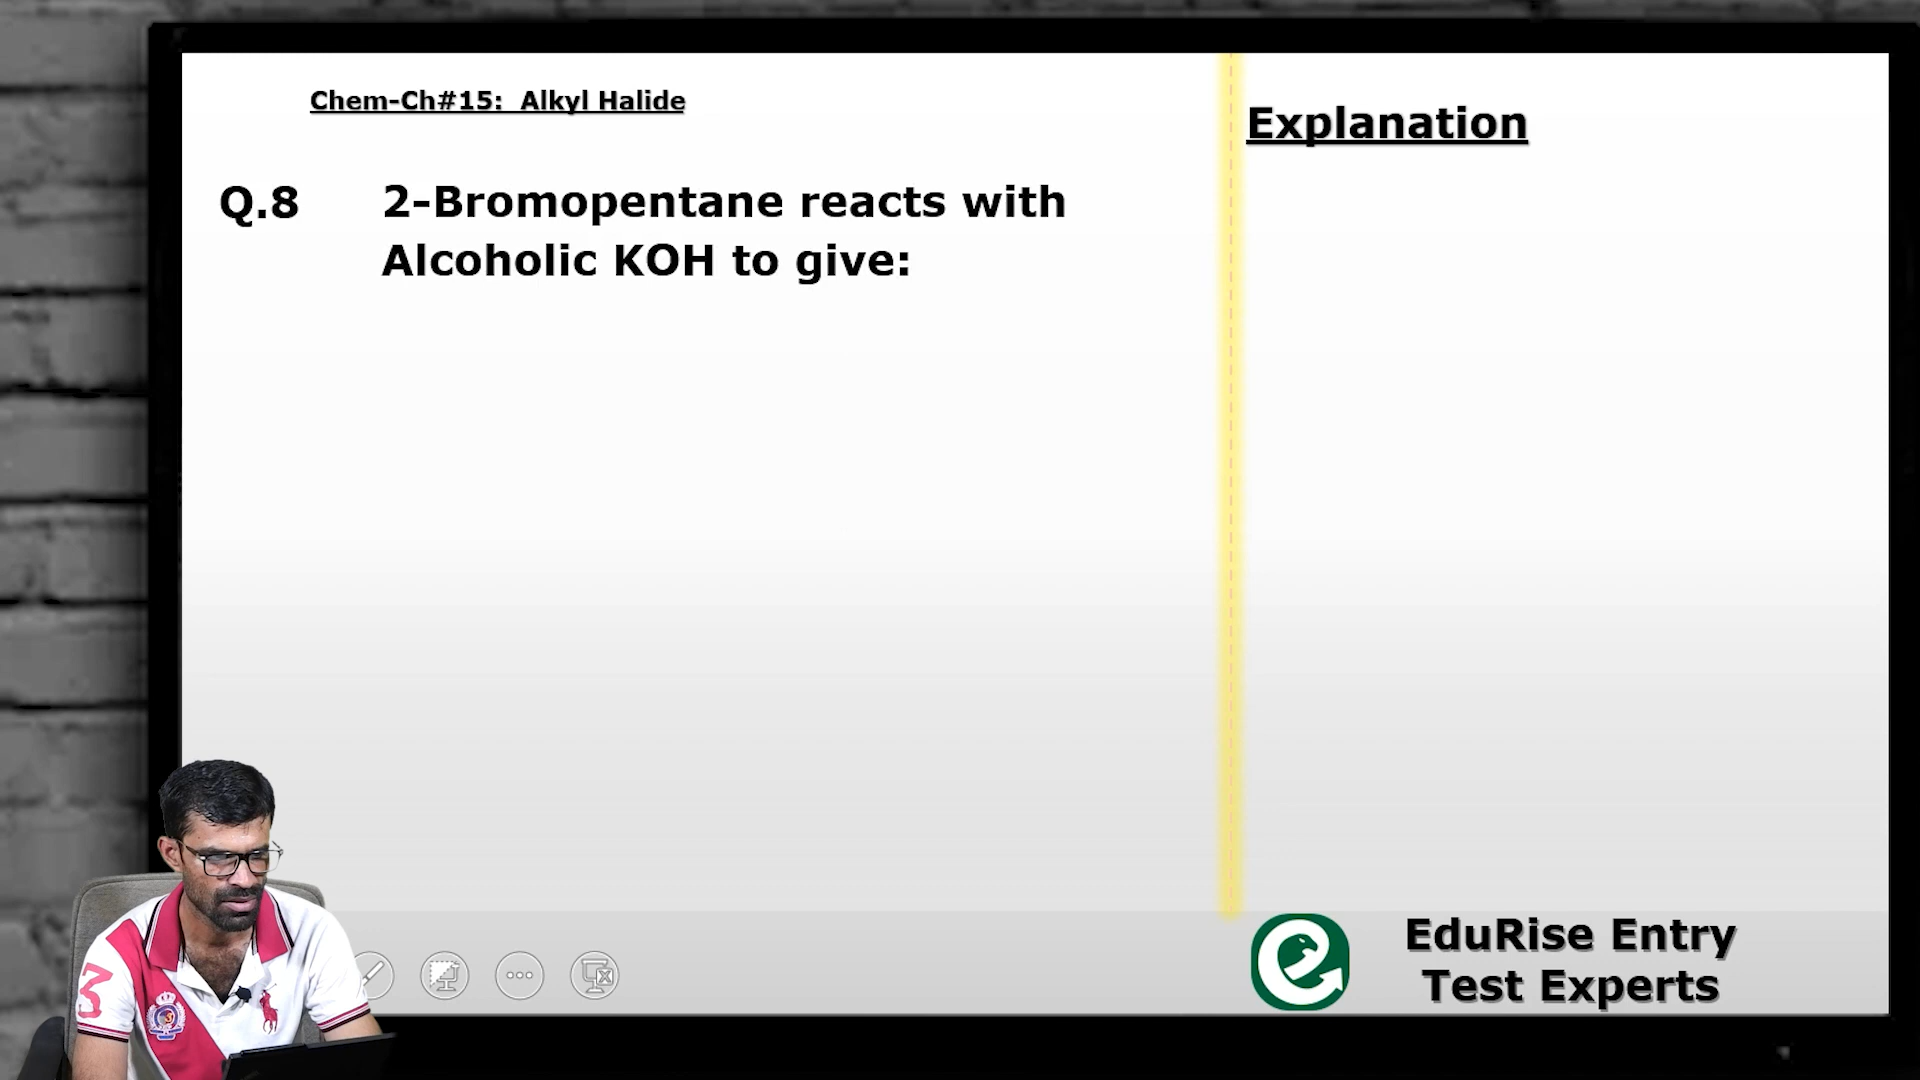 Chem-Ch#15: Alkyl Halide
Explanation
Q.8 2-Bromopentane reacts with
Alcoholic KOH to give:
3
EduRise Entry
Test Experts